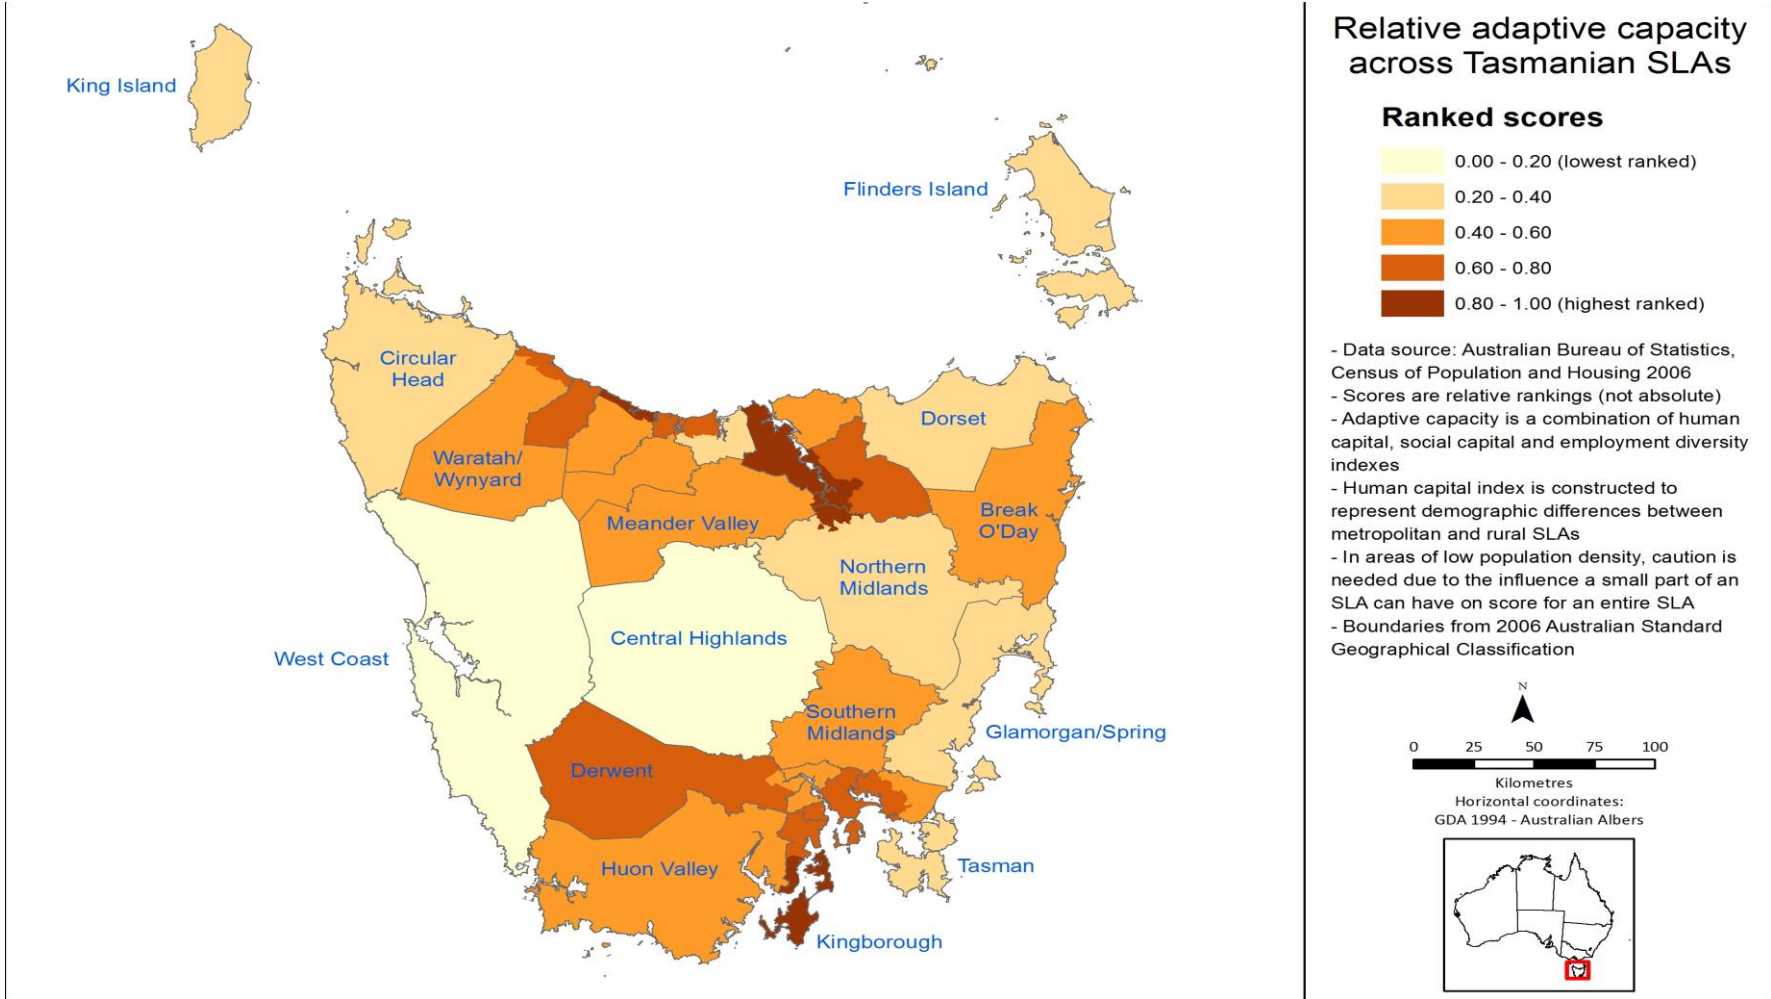 King Island
Flinders Island
Circular
Head
Dorset
Waratah/
Wynyard
Break
O'Day
Meander Valley
Northern
Midlands
Central Highlands
West Coast
Southern
Midlands
Glamorgan/Spring
Derwent
Huon Valley
Tasman
Kingborough
Relative adaptive capacity
across Tasmanian SLAs
Ranked scores
0.00 - 0.20 (lowest ranked)
0.20 - 0.40
0.40 - 0.60
0.60 - 0.80
0.80 - 1.00 (highest ranked)
- Data source: Australian Bureau of Statistics,
Census of Population and Housing 2006
- Scores are relative rankings (not absolute)
- Adaptive capacity is a combination of human
capital, social capital and employment diversity
indexes
- Human capital index is constructed to
represent demographic differences between
metropolitan and rural SLAs
- In areas of low population density, caution is
needed due to the influence a small part of an
SLA can have on score for an entire SLA
- Boundaries from 2006 Australian Standard
Geographical Classification
N
0 25 50 75 100
Kilometres
Horizontal coordinates:
GDA 1994 - Australian Albers